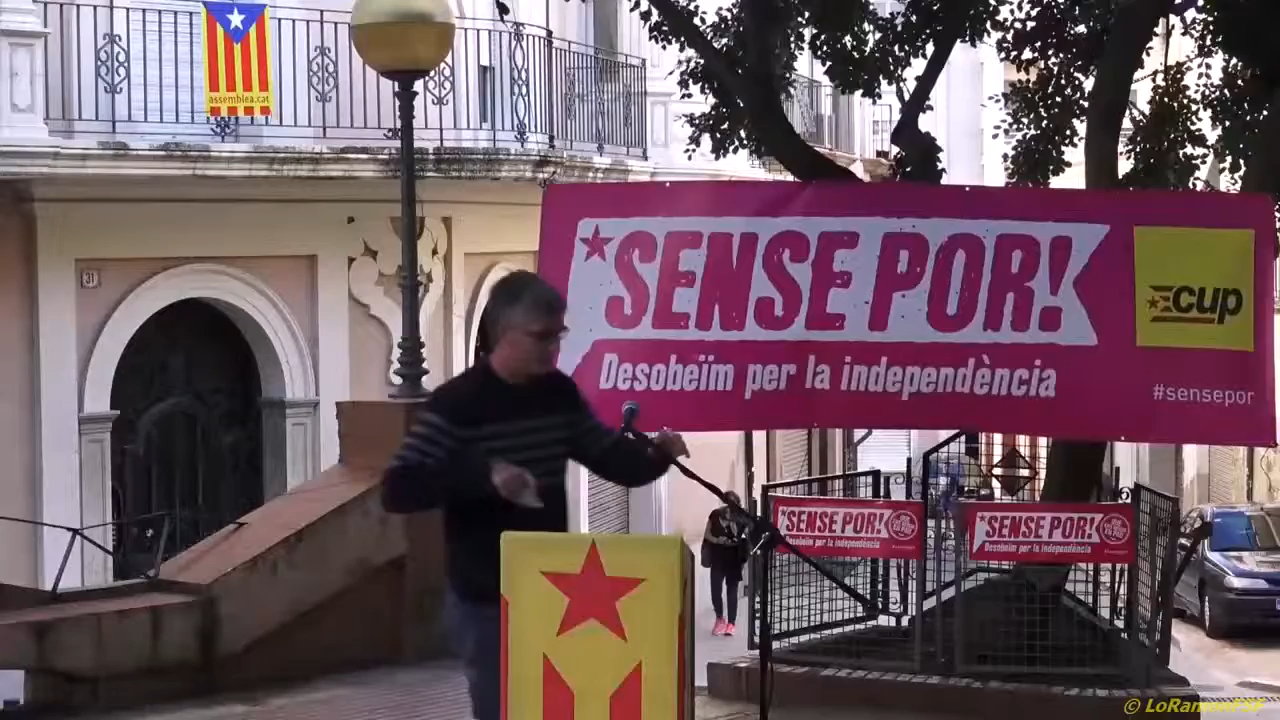 assemblea.cat
31
*SENSE POR!
Desobeïm per la independència
cup
#sensepor
SENSE POR!
Desobeïm per la independència
SENSE POR!
Desobeïm per la independència